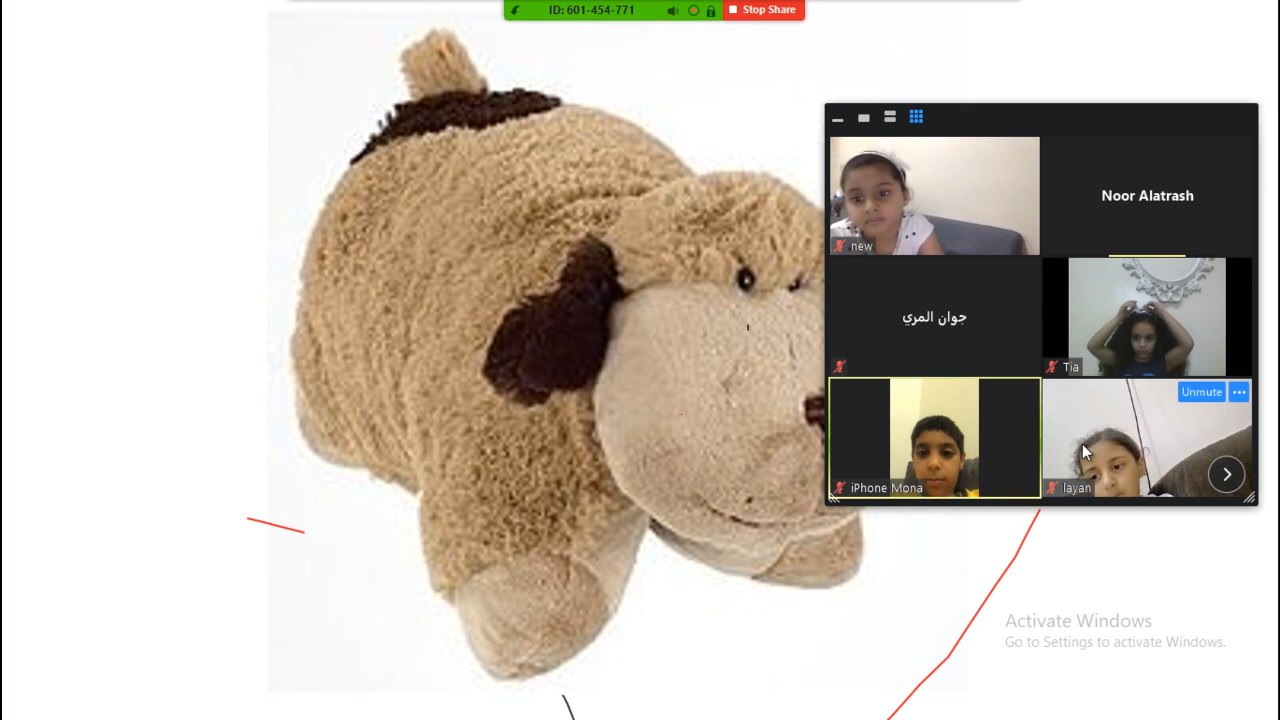 ID: 601-454-771
Stop Share
new
Noor Alatrash
جوان المري
Tia
iPhone Mona
Unmute
layan
Activate Windows
Go to Settings to activate Windows.